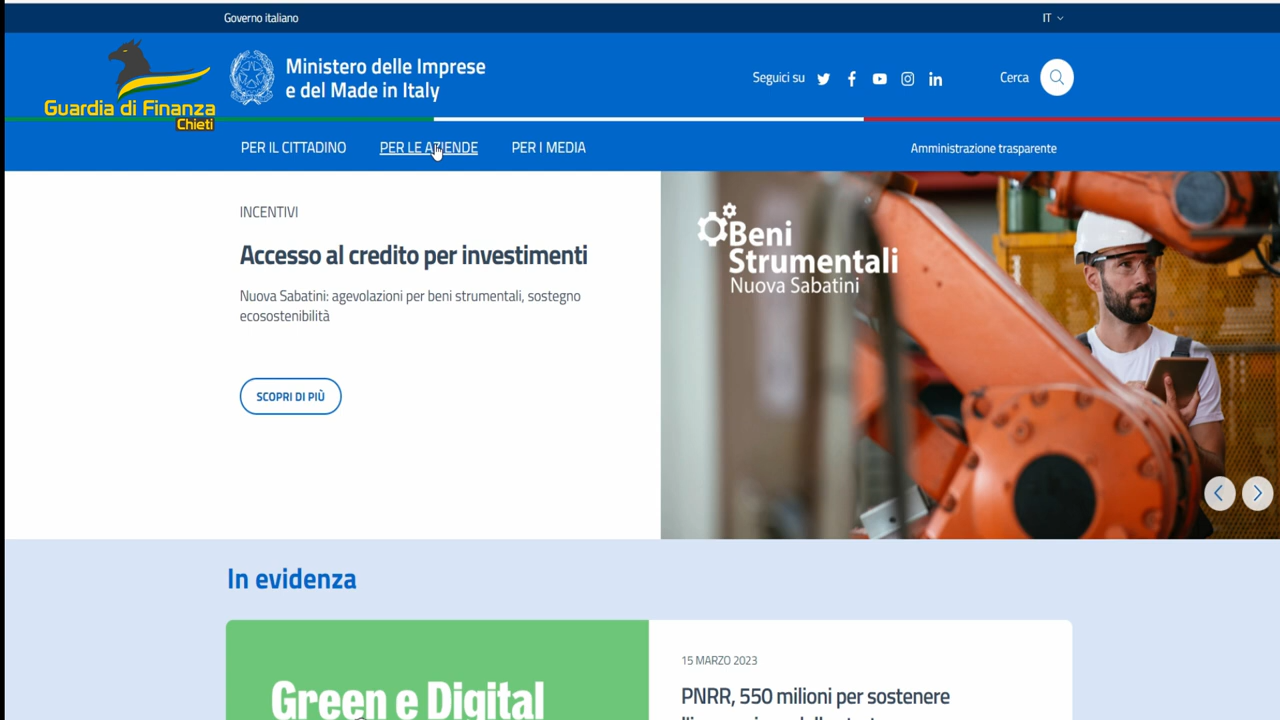 Governo italiano
IT
Guardia di Finanza
Chieti
Ministero delle Imprese
e del Made in Italy
Seguici su
Cerca
PER IL CITTADINO
PER LE AZIENDE
PER I MEDIA
Amministrazione trasparente
INCENTIVI
Accesso al credito per investimenti
Nuova Sabatini: agevolazioni per beni strumentali, sostegno
ecosostenibilità
SCOPRI DI PIÙ
Beni
Strumentali
Nuova Sabatini
In evidenza
Green e Digital
15 MARZO 2023
PNRR, 550 milioni per sostenere